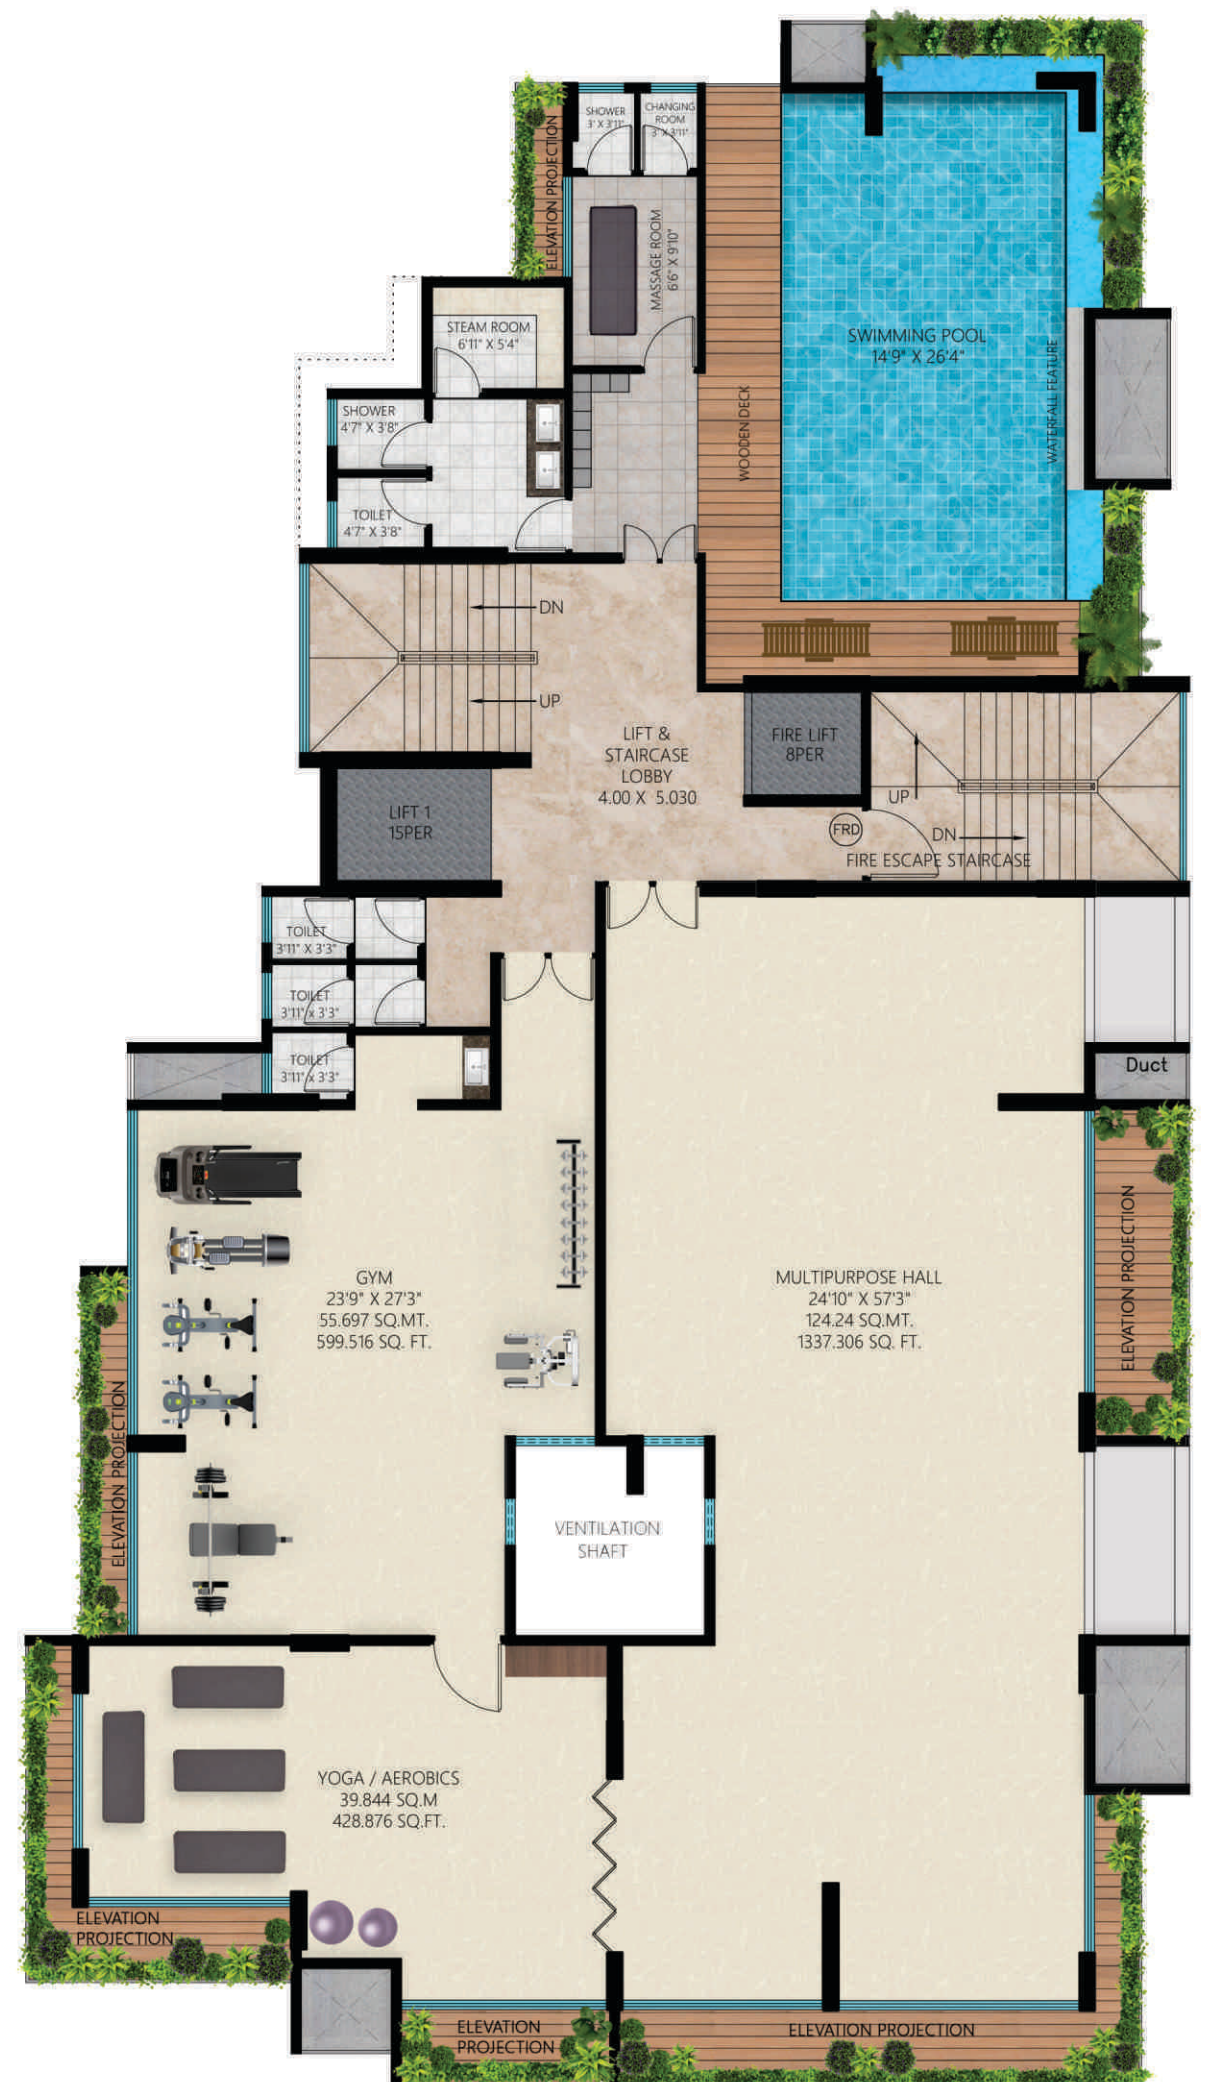 SHOWER
3' X 3'11"
CHANGING
ROOM
3' X 3'11"
ELEVATION PROJECTION
MASSAGE ROOM
6'6" X 9'10"
STEAM ROOM
6'11" X 5'4"
SWIMMING POOL
14'9" X 26'4"
WATERFALL FEATURE
WOODEN DECK
SHOWER
4'7" X 3'8"
TOILET
4'7" X 3'8"
DN
UP
LIFT &
STAIRCASE
LOBBY
4.00 X 5.030
FIRE LIFT
8PER
UP
DN
FRD
FIRE ESCAPE STAIRCASE
LIFT 1
15PER
TOILET
3'11" X 3'3"
TOILET
3'11" X 3'3"
TOILET
3'11" x 3'3"
Duct
ELEVATION PROJECTION
GYM
23'9" X 27'3"
55.697 SQ.MT.
599.516 SQ. FT.
MULTIPURPOSE HALL
24'10" X 57'3"
124.24 SQ.MT.
1337.306 SQ. FT.
ELEVATION PROJECTION
VENTILATION
SHAFT
YOGA / AEROBICS
39.844 SQ.M
428.876 SQ.FT.
ELEVATION
PROJECTION
ELEVATION
PROJECTION
ELEVATION PROJECTION